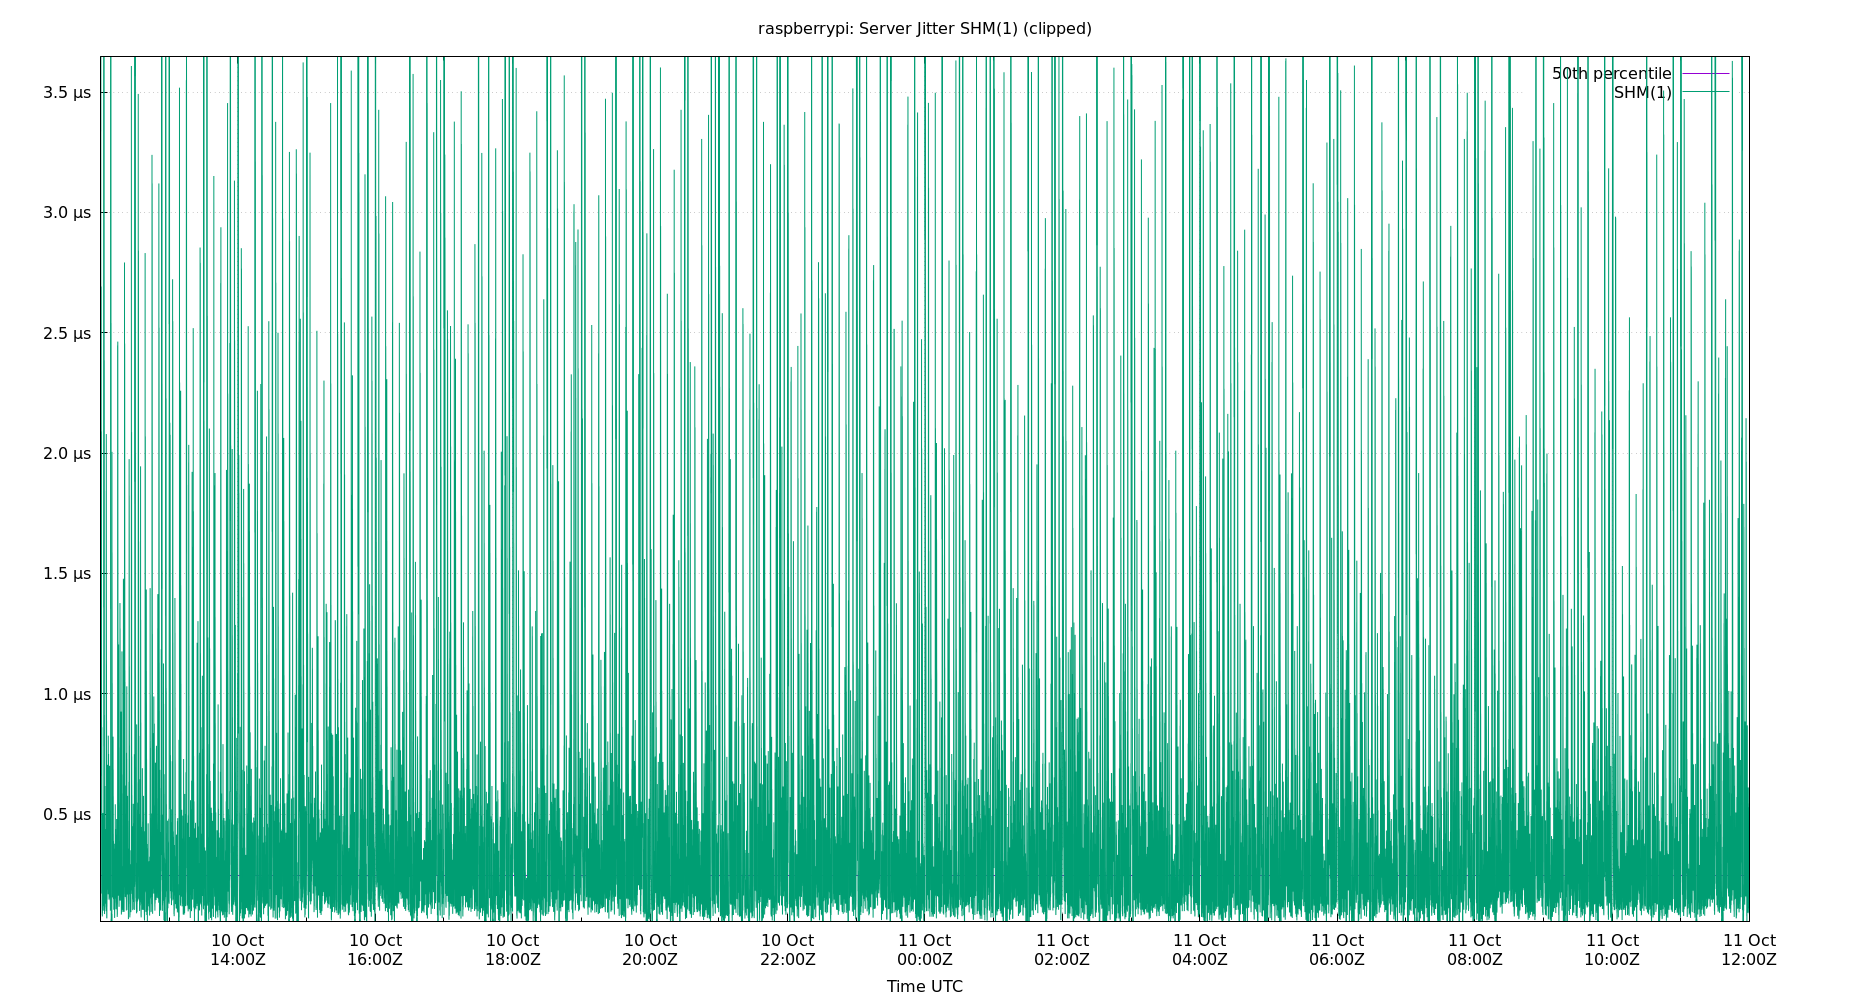 raspberrypi: Server Jitter SHM(1) (clipped)
50th percentile
SHM(1)
3.5 μs
3.0 μs
2.5 μs
2.0 μs
1.5 μs
1.0 μs
0.5 μs
10 Oct 10 Oct 10 Oct 10 Oct 10 Oct 11 Oct 11 Oct 11 Oct 11 Oct 11 Oct 11 Oct 11 Oct
14:00Z 16:00Z 18:00Z 20:00Z 22:00Z 00:00Z 02:00Z 04:00Z 06:00Z 08:00Z 10:00Z 12:00Z
Time UTC